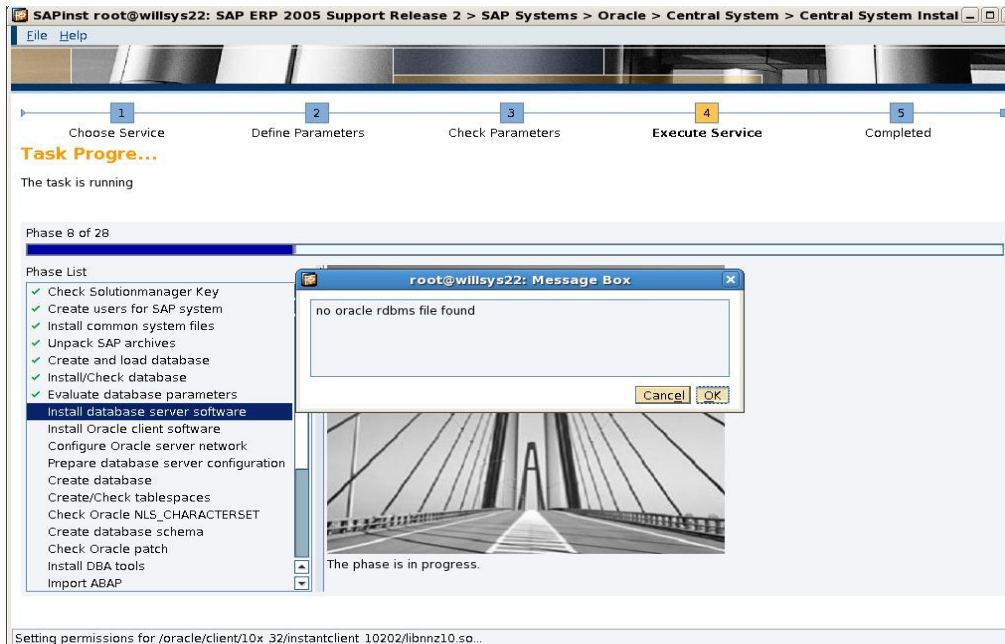 SAPinst root@willsys22: SAP ERP 2005 Support Release 2 > SAP Systems > Oracle > Central System > Central System Instal
File Help
1 2 3 4 5
Choose Service Define Parameters Check Parameters Execute Service Completed
Task Progre...
The task is running
Phase 8 of 28
Phase List
Check Solutionmanager Key
Create users for SAP system
Install common system files
Unpack SAP archives
Create and load database
Install/Check database
Evaluate database parameters
Install database server software
Install Oracle client software
Configure Oracle server network
Prepare database server configuration
Create database
Create/Check tablespaces
Check Oracle NLS_CHARACTERSET
Create database schema
Check Oracle patch
Install DBA tools
Import ABAP
root@willsys22: Message Box
no oracle rdbms file found
Cancel OK
The phase is in progress.
Setting permissions for /oracle/client/10x_32/instantclient_10202/libnnz10.so...